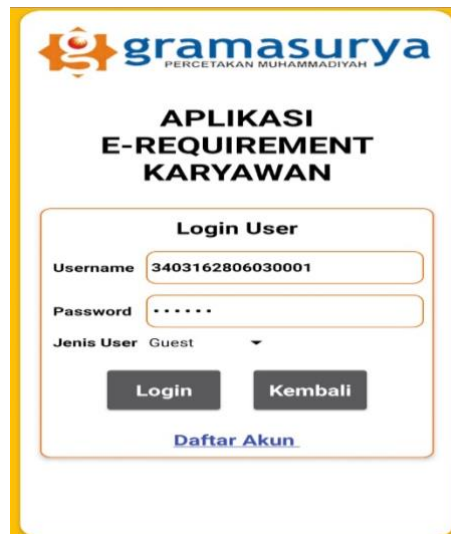 gramasurya
PERCETAKAN MUHAMMADIYAH
APLIKASI
E-REQUIREMENT
KARYAWAN
Login User
Username 3403162806030001
Password ••••••
Jenis User Guest
Login Kembali
Daftar Akun